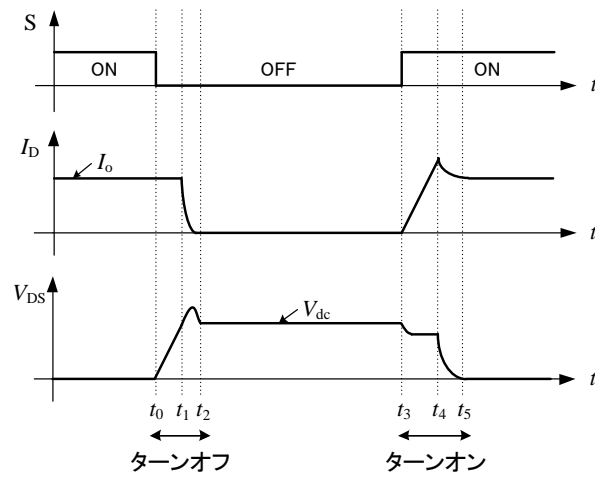 S
ON
OFF
ON
t
I_D
I_o
t
V_DS
V_dc
t
t_0 t_1 t_2 t_3 t_4 t_5
ターンオフ ターンオン